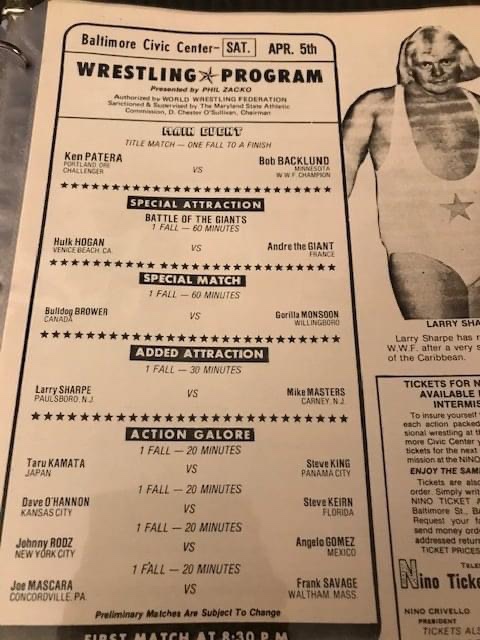 Baltimore Civic Center- SAT. APR. 5th
WRESTLING PROGRAM
Presented by PHIL ZACKO
Authorized by WORLD WRESTLING FEDERATION
Sanctioned & Supervised by The Maryland State Athletic
Commission, D. Chester O'Sullivan, Chairman
MAIN EVENT
TITLE MATCH — ONE FALL TO A FINISH
Ken PATERA
PORTLAND ORE
CHALLENGER
VS
Bob BACKLUND
MINNESOTA
W.W.F. CHAMPION
SPECIAL ATTRACTION
BATTLE OF THE GIANTS
1 FALL — 60 MINUTES
Hulk HOGAN
VENICE BEACH, CA.
VS
Andre the GIANT
FRANCE
SPECIAL MATCH
1 FALL — 60 MINUTES
Bulldog BROWER
CANADA
VS
Gorilla MONSOON
WILLINGBORO
ADDED ATTRACTION
1 FALL — 30 MINUTES
Larry SHARPE
PAULSBORO, N.J.
VS
Mike MASTERS
CARNEY, N.J.
ACTION GALORE
1 FALL — 20 MINUTES
Taru KAMATA
JAPAN
VS
Steve KING
PANAMA CITY
1 FALL — 20 MINUTES
Dave O'HANNON
KANSAS CITY
VS
Steve KEIRN
FLORIDA
1 FALL — 20 MINUTES
Johnny RODZ
NEW YORK CITY
VS
Angelo GOMEZ
MEXICO
1 FALL — 20 MINUTES
Joe MASCARA
CONCORDVILLE, PA.
VS
Frank SAVAGE
WALTHAM, MASS.
Preliminary Matches Are Subject To Change
FIRST MATCH AT 8:30 P.M.
LARRY SHA
Larry Sharpe has r
W.W.F. after a very s
of the Caribbean.
TICKETS FOR N
AVAILABLE
INTERMIS
To insure yourself
each action packed
sional wrestling at th
more Civic Center
tickets for the next
mission at the NINO
ENJOY THE SAM
Tickets are also
order. Simply writ
NINO TICKET
Baltimore St., B
Request your
send money ord
addressed return
TICKET PRICES
TELE
Nino Ticke
NINO CRIVELLO
PRESIDENT
TICKETS ALS